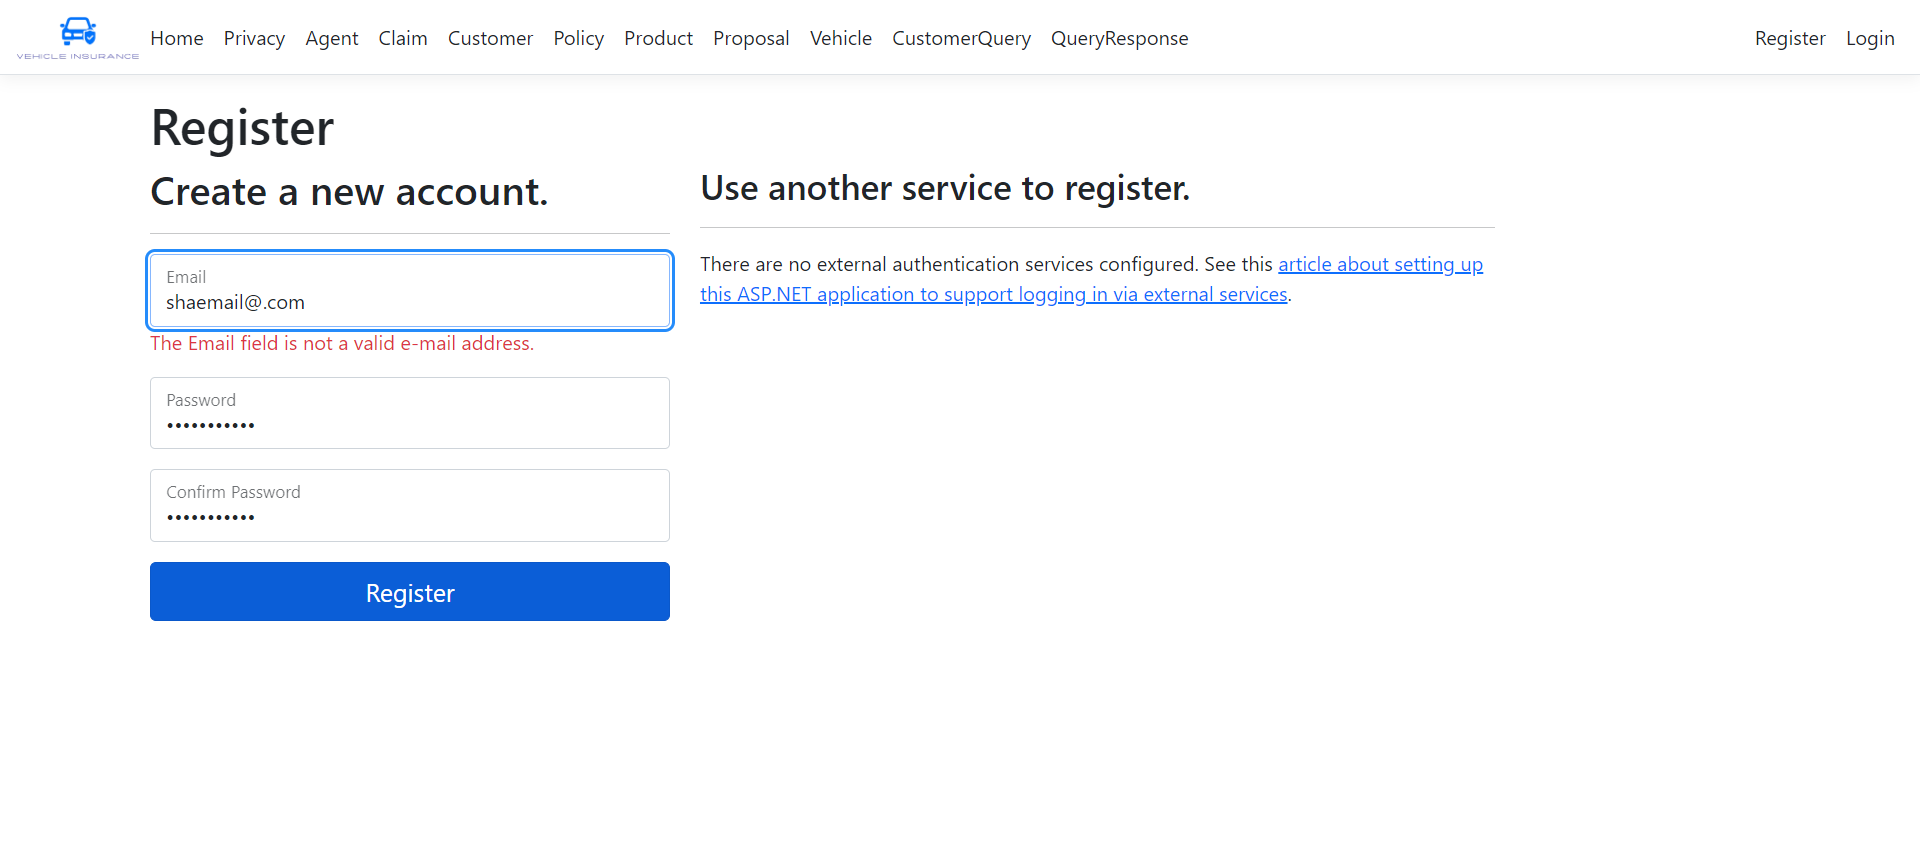 VEHICLE INSURANCE
Home Privacy Agent Claim Customer Policy Product Proposal Vehicle CustomerQuery QueryResponse Register Login
Register
Create a new account.
Email
shaemail@.com
The Email field is not a valid e-mail address.
Password
•••••••••••
Confirm Password
•••••••••••
Register
Use another service to register.
There are no external authentication services configured. See this article about setting up
this ASP.NET application to support logging in via external services.